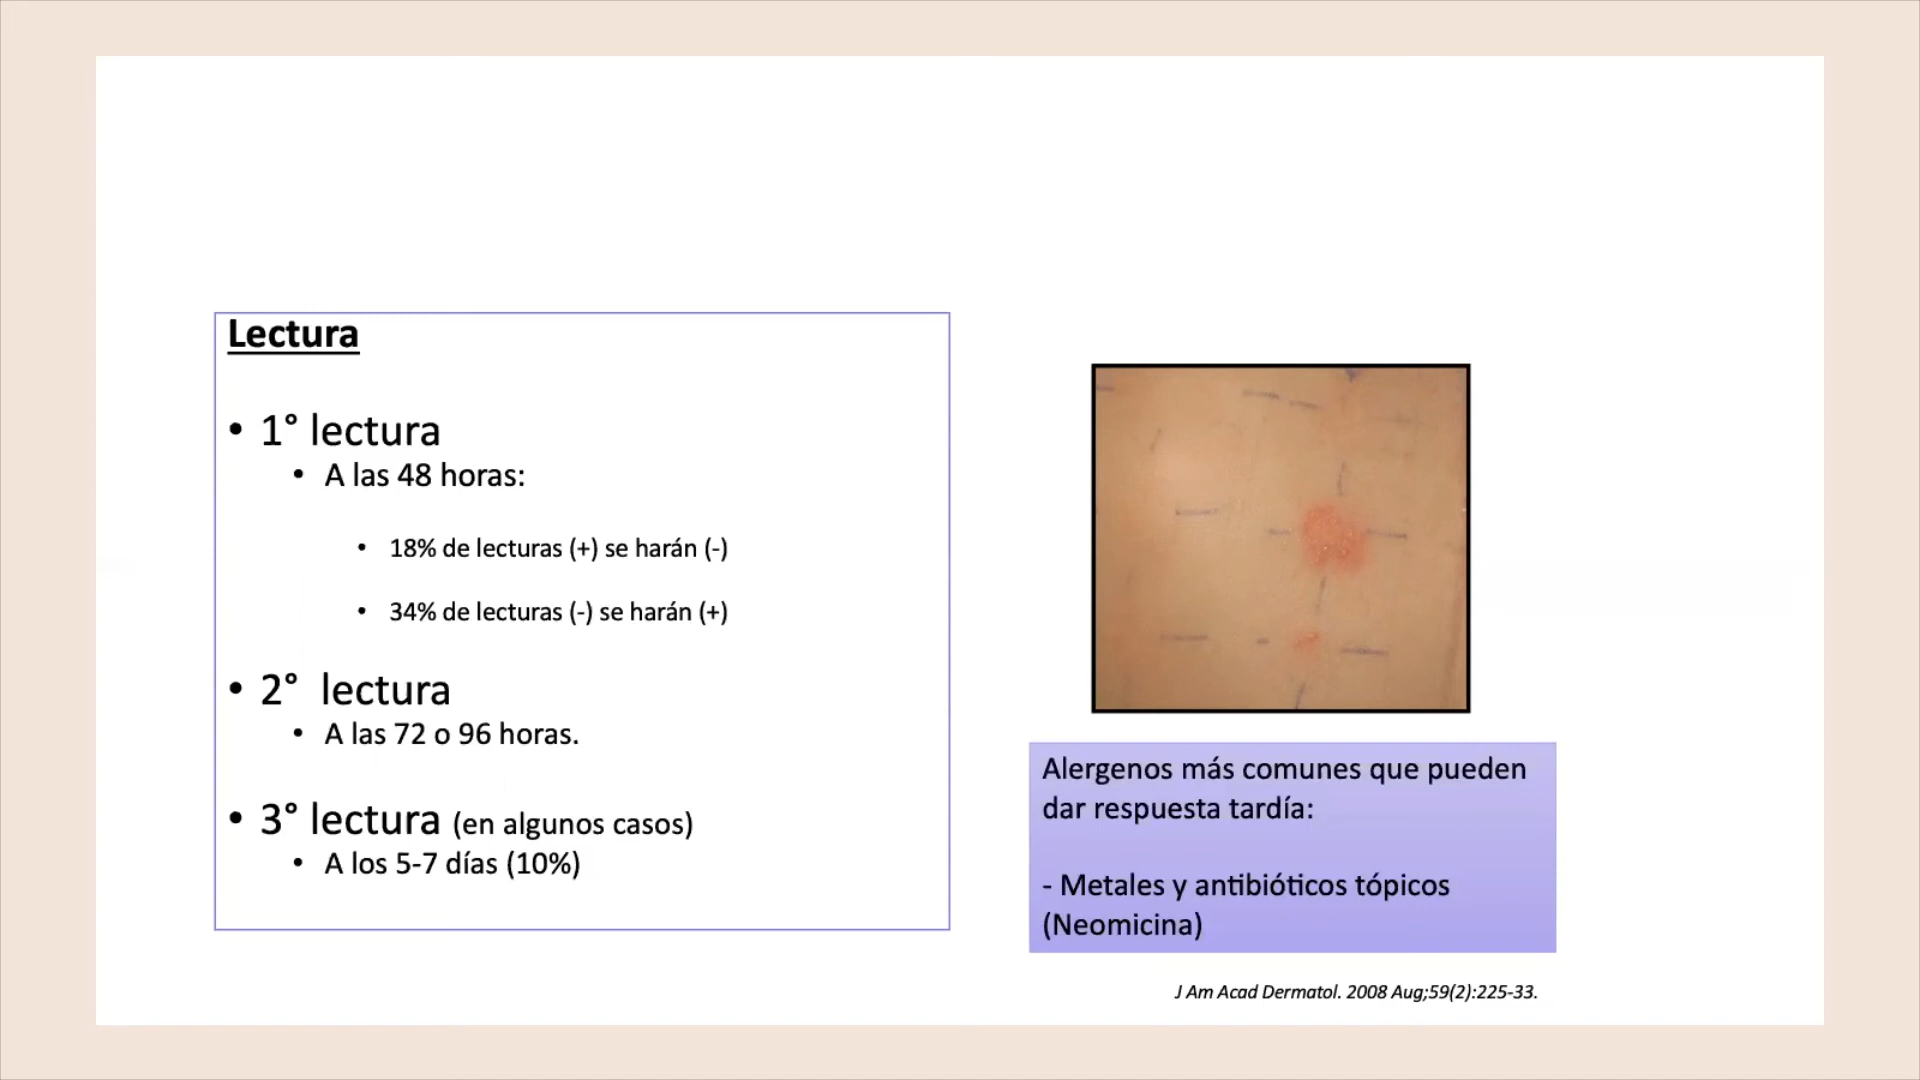 Lectura
• 1° lectura
• A las 48 horas:
• 18% de lecturas (+) se harán (-)
• 34% de lecturas (-) se harán (+)
• 2° lectura
• A las 72 o 96 horas.
• 3° lectura (en algunos casos)
• A los 5-7 días (10%)
Alergenos más comunes que pueden
dar respuesta tardía:
- Metales y antibióticos tópicos
(Neomicina)
J Am Acad Dermatol. 2008 Aug;59(2):225-33.